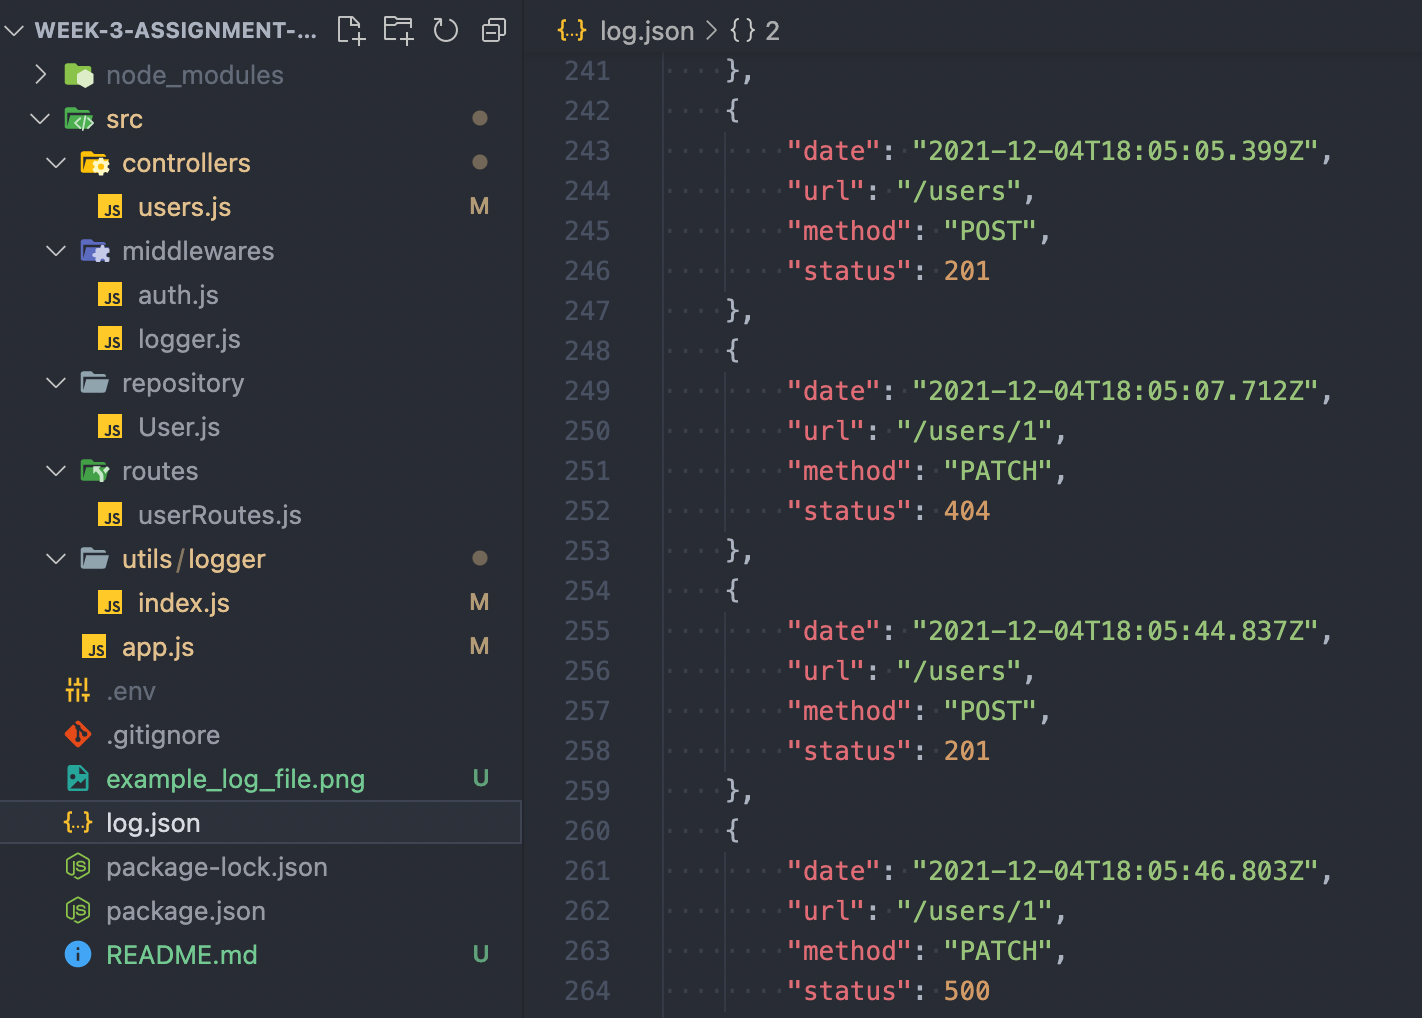 WEEK-3-ASSIGNMENT-...
node_modules
src
controllers
users.js M
middlewares
auth.js
logger.js
repository
User.js
routes
userRoutes.js
utils/logger
index.js M
app.js M
.env
.gitignore
example_log_file.png U
log.json
package-lock.json
package.json
README.md U
{...} log.json > {} 2
241 },
242 {
243 "date": "2021-12-04T18:05:05.399Z",
244 "url": "/users",
245 "method": "POST",
246 "status": 201
247 },
248 {
249 "date": "2021-12-04T18:05:07.712Z",
250 "url": "/users/1",
251 "method": "PATCH",
252 "status": 404
253 },
254 {
255 "date": "2021-12-04T18:05:44.837Z",
256 "url": "/users",
257 "method": "POST",
258 "status": 201
259 },
260 {
261 "date": "2021-12-04T18:05:46.803Z",
262 "url": "/users/1",
263 "method": "PATCH",
264 "status": 500